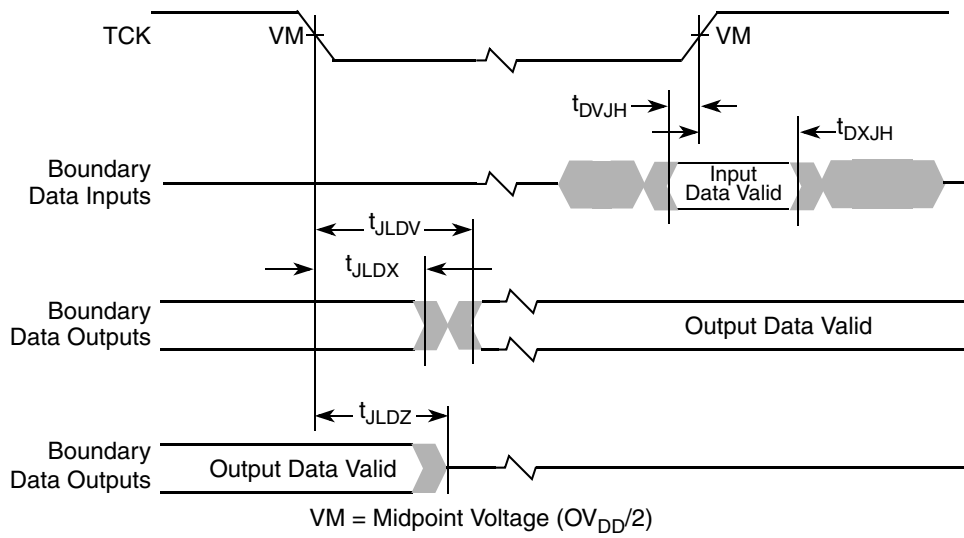 TCK
VM
VM
tDVJH
tDXJH
Boundary
Data Inputs
Input
Data Valid
tJLDV
tJLDX
Boundary
Data Outputs
Output Data Valid
tJLDZ
Boundary
Data Outputs
Output Data Valid
VM = Midpoint Voltage (OVDD/2)